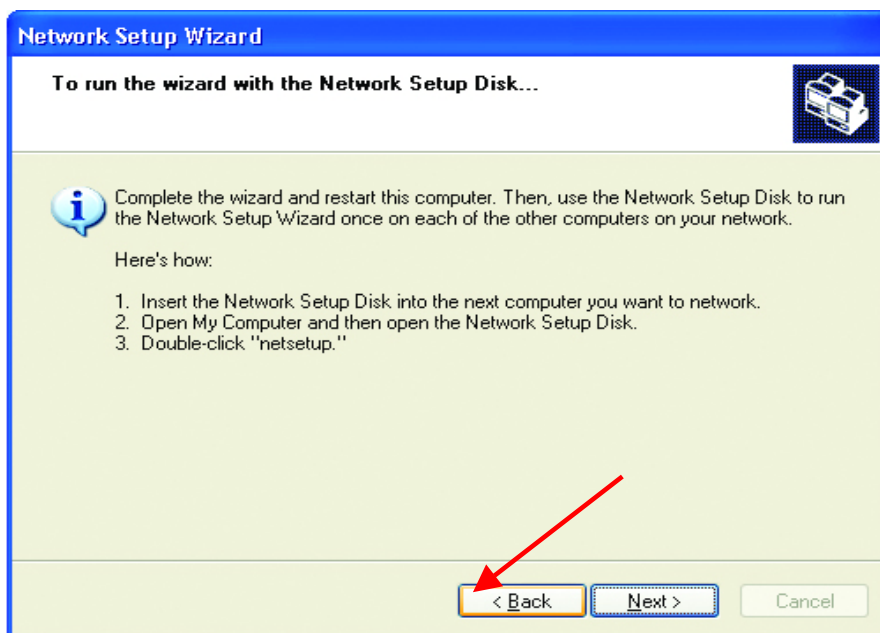 Network Setup Wizard
To run the wizard with the Network Setup Disk...
Complete the wizard and restart this computer. Then, use the Network Setup Disk to run
the Network Setup Wizard once on each of the other computers on your network.
Here's how:
1. Insert the Network Setup Disk into the next computer you want to network.
2. Open My Computer and then open the Network Setup Disk.
3. Double-click "netsetup."
< Back
Next >
Cancel